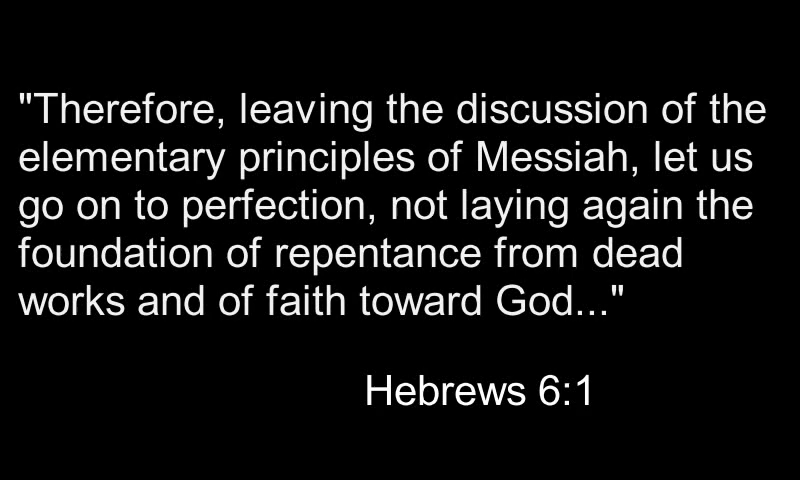 "Therefore, leaving the discussion of the
elementary principles of Messiah, let us
go on to perfection, not laying again the
foundation of repentance from dead
works and of faith toward God..."
Hebrews 6:1